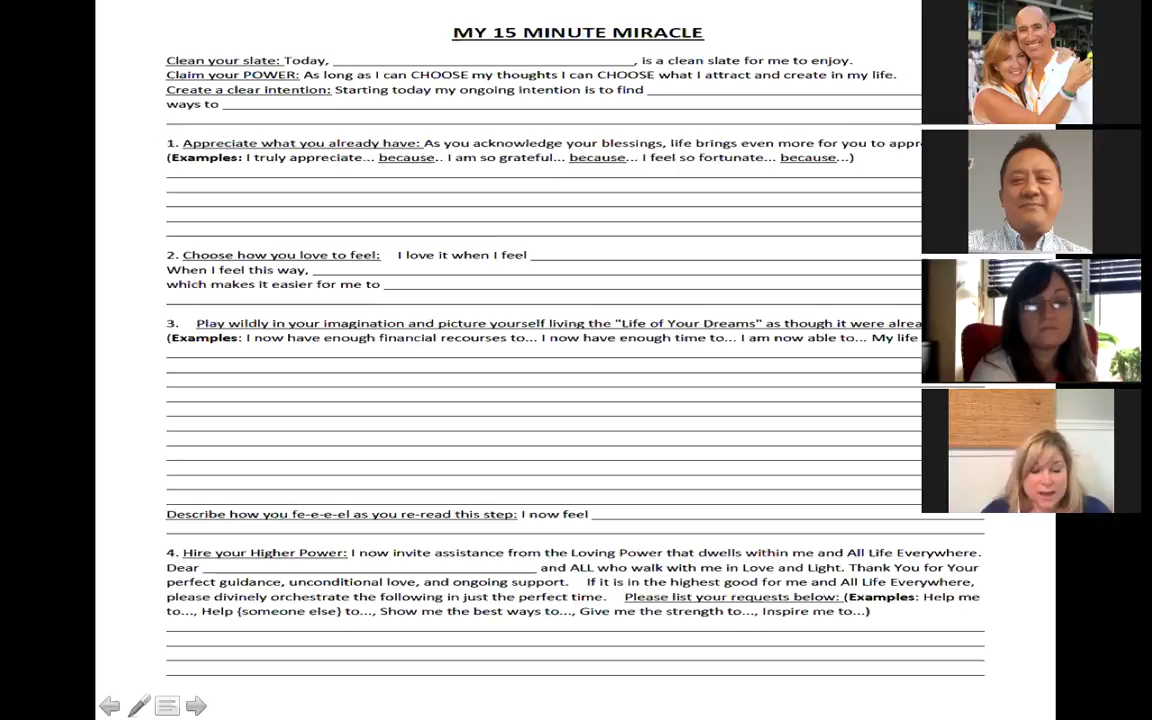 MY 15 MINUTE MIRACLE
Clean your slate: Today, ______________________________, is a clean slate for me to enjoy.
Claim your POWER: As long as I can CHOOSE my thoughts I can CHOOSE what I attract and create in my life.
Create a clear intention: Starting today my ongoing intention is to find ______________________________
ways to ______________________________
1. Appreciate what you already have: As you acknowledge your blessings, life brings even more for you to appr
(Examples: I truly appreciate... because.. I am so grateful... because... I feel so fortunate... because...)
2. Choose how you love to feel: I love it when I feel ______________________________
When I feel this way, ______________________________
which makes it easier for me to ______________________________
3. Play wildly in your imagination and picture yourself living the "Life of Your Dreams" as though it were alrea
(Examples: I now have enough financial recourses to... I now have enough time to... I am now able to... My life
Describe how you fe-e-e-el as you re-read this step: I now feel ______________________________
4. Hire your Higher Power: I now invite assistance from the Loving Power that dwells within me and All Life Everywhere.
Dear ______________________________ and ALL who walk with me in Love and Light. Thank You for Your
perfect guidance, unconditional love, and ongoing support. If it is in the highest good for me and All Life Everywhere,
please divinely orchestrate the following in just the perfect time. Please list your requests below: (Examples: Help me
to..., Help {someone else} to..., Show me the best ways to..., Give me the strength to..., Inspire me to...)